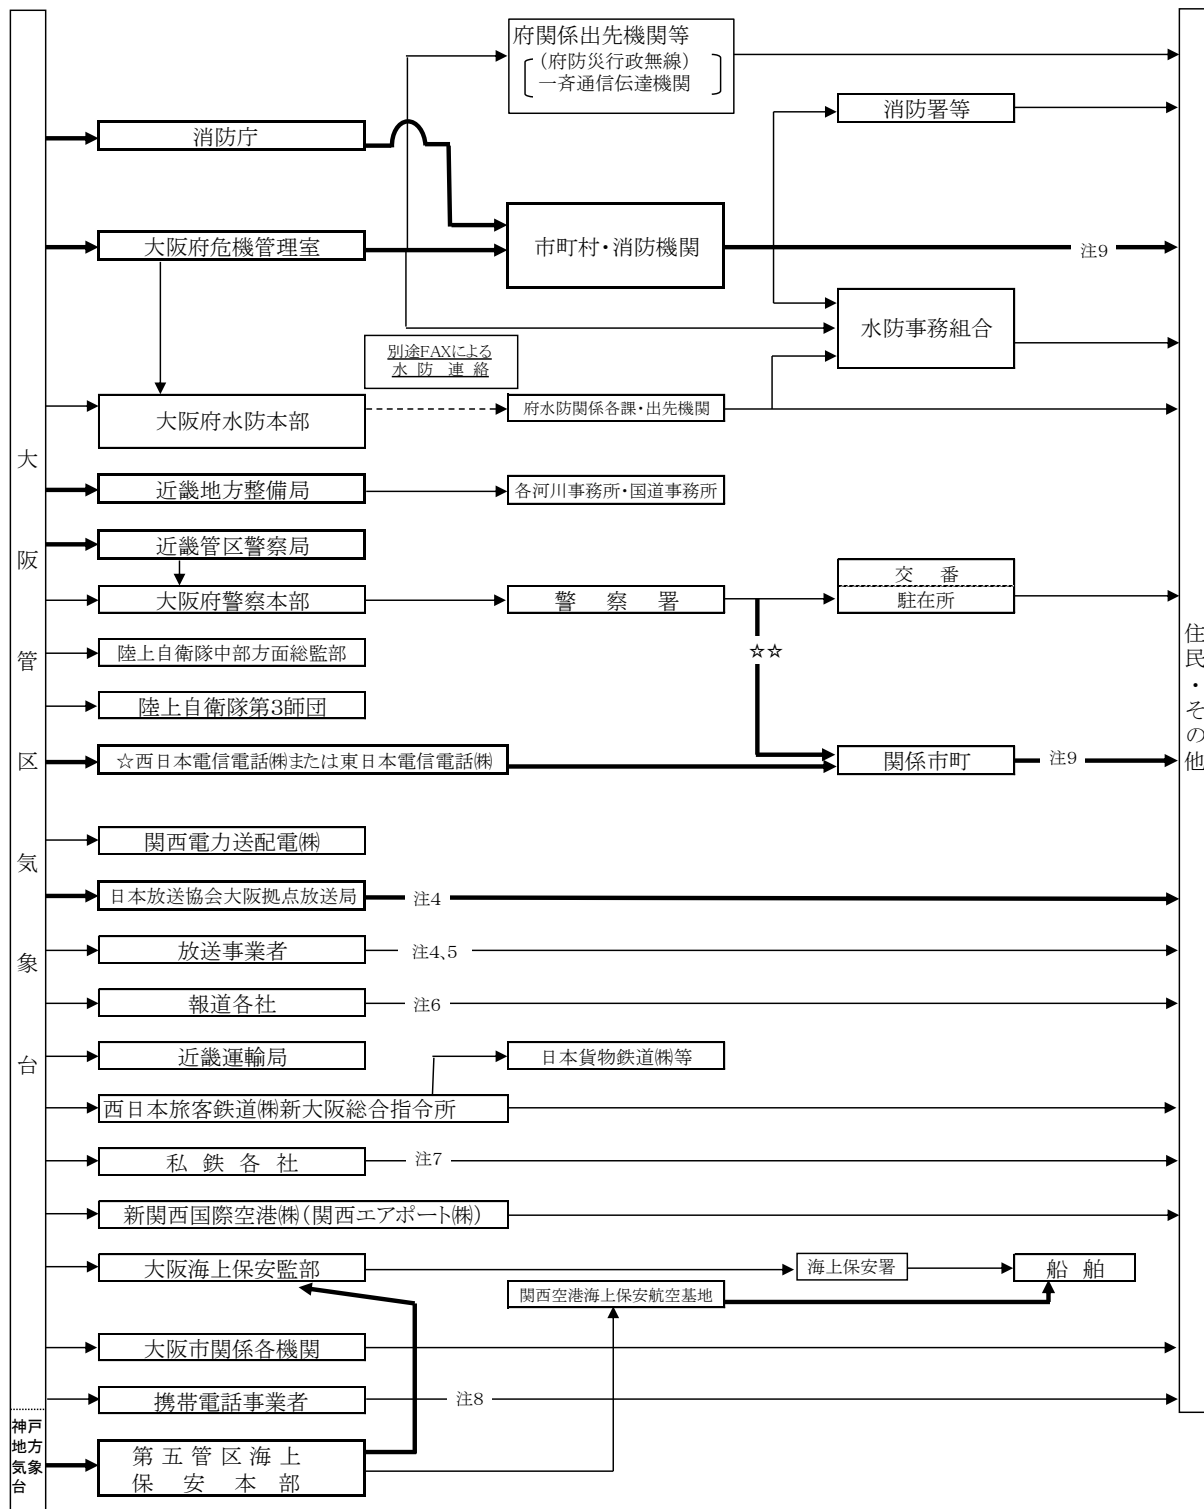 府関係出先機関等
（府防災行政無線）
一斉通信伝達機関
消防署等
消防庁
大阪府危機管理室
市町村・消防機関
注9
水防事務組合
別途FAXによる
水 防 連 絡
大阪府水防本部
府水防関係各課・出先機関
近畿地方整備局
各河川事務所・国道事務所
近畿管区警察局
大阪府警察本部
警 察 署
交 番
駐在所
陸上自衛隊中部方面総監部
☆☆
陸上自衛隊第3師団
☆西日本電信電話㈱または東日本電信電話㈱
関係市町
注9
関西電力送配電㈱
日本放送協会大阪拠点放送局
注4
放送事業者
注4、5
報道各社
注6
近畿運輸局
日本貨物鉄道㈱等
西日本旅客鉄道㈱新大阪総合指令所
私 鉄 各 社
注7
新関西国際空港㈱（関西エアポート㈱）
大阪海上保安監部
海上保安署
船 舶
関西空港海上保安航空基地
大阪市関係各機関
携帯電話事業者
注8
第 五 管 区 海 上
保 安 本 部
大阪管区気象台
神戸
地方
気象
台
住民・その他